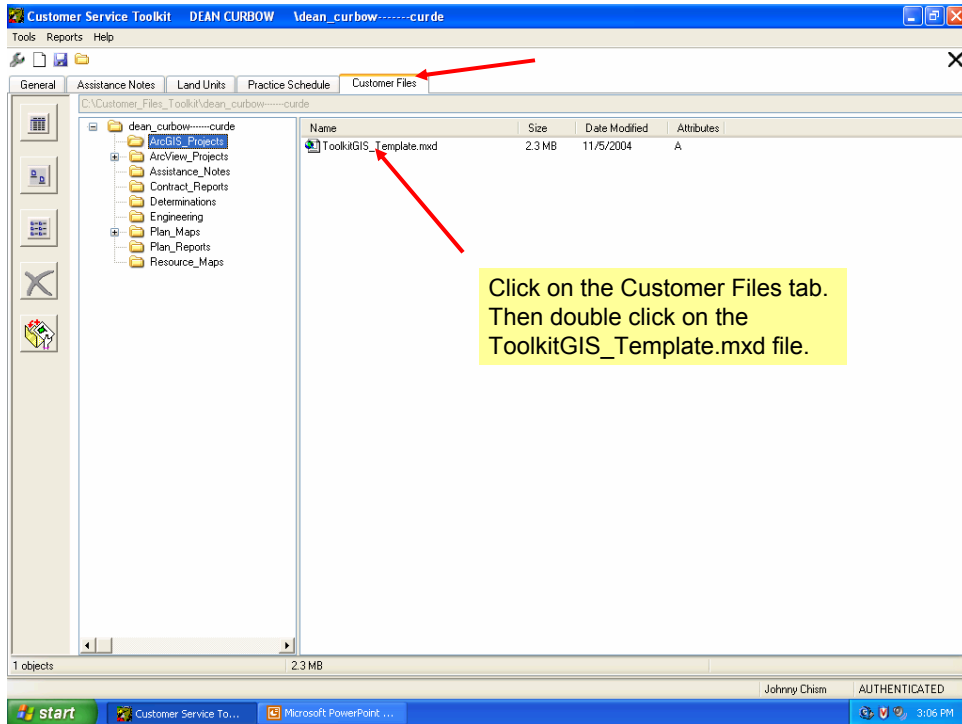 Customer Service Toolkit DEAN CURBOW \dean_curbow-------curde
Tools Reports Help
General Assistance Notes Land Units Practice Schedule Customer Files
C:\Customer_Files_Toolkit\dean_curbow-------curde
dean_curbow-------curde
ArcGIS_Projects
ArcView_Projects
Assistance_Notes
Contract_Reports
Determinations
Engineering
Plan_Maps
Plan_Reports
Resource_Maps
Name Size Date Modified Attributes
ToolkitGIS_Template.mxd 2.3 MB 11/5/2004 A
Click on the Customer Files tab.
Then double click on the
ToolkitGIS_Template.mxd file.
1 objects 2.3 MB
Johnny Chism AUTHENTICATED
start Customer Service To... Microsoft PowerPoint ... 3:06 PM